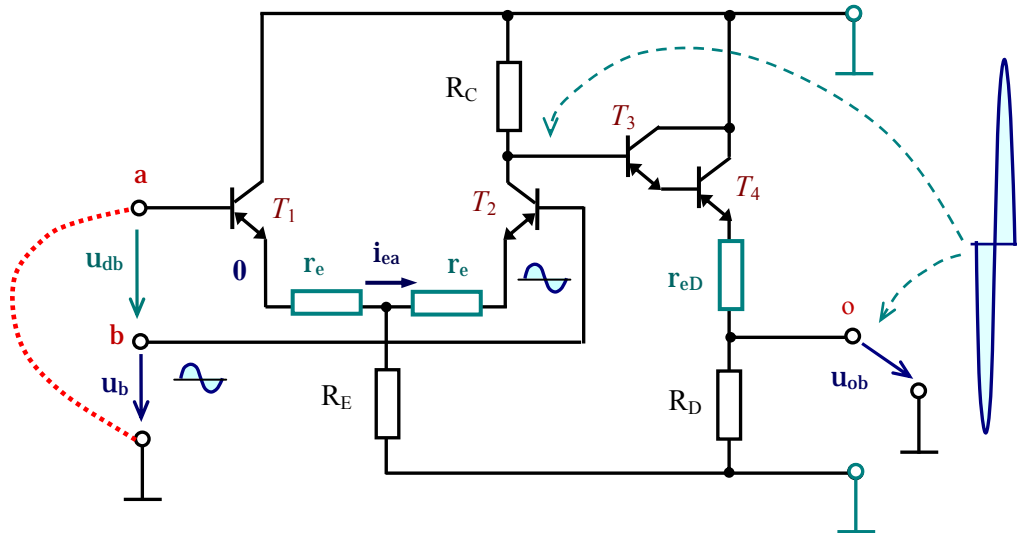 R_C
T_3
a
T_1
T_2
T_4
u_db
0
r_e
i_ea
r_e
r_eD
o
b
u_b
R_E
R_D
u_ob